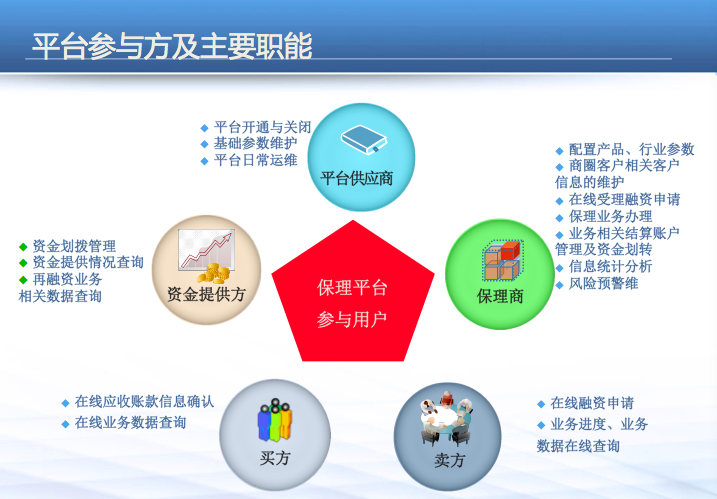 平台参与方及主要职能
平台开通与关闭
基础参数维护
平台日常运维
平台供应商
配置产品、行业参数
商圈客户相关客户
信息的维护
在线受理融资申请
保理业务办理
业务相关结算账户
管理及资金划转
信息统计分析
风险预警维
保理商
资金划拨管理
资金提供情况查询
再融资业务
相关数据查询
资金提供方
保理平台
参与用户
在线应收账款信息确认
在线业务数据查询
买方
卖方
在线融资申请
业务进度、业务
数据在线查询